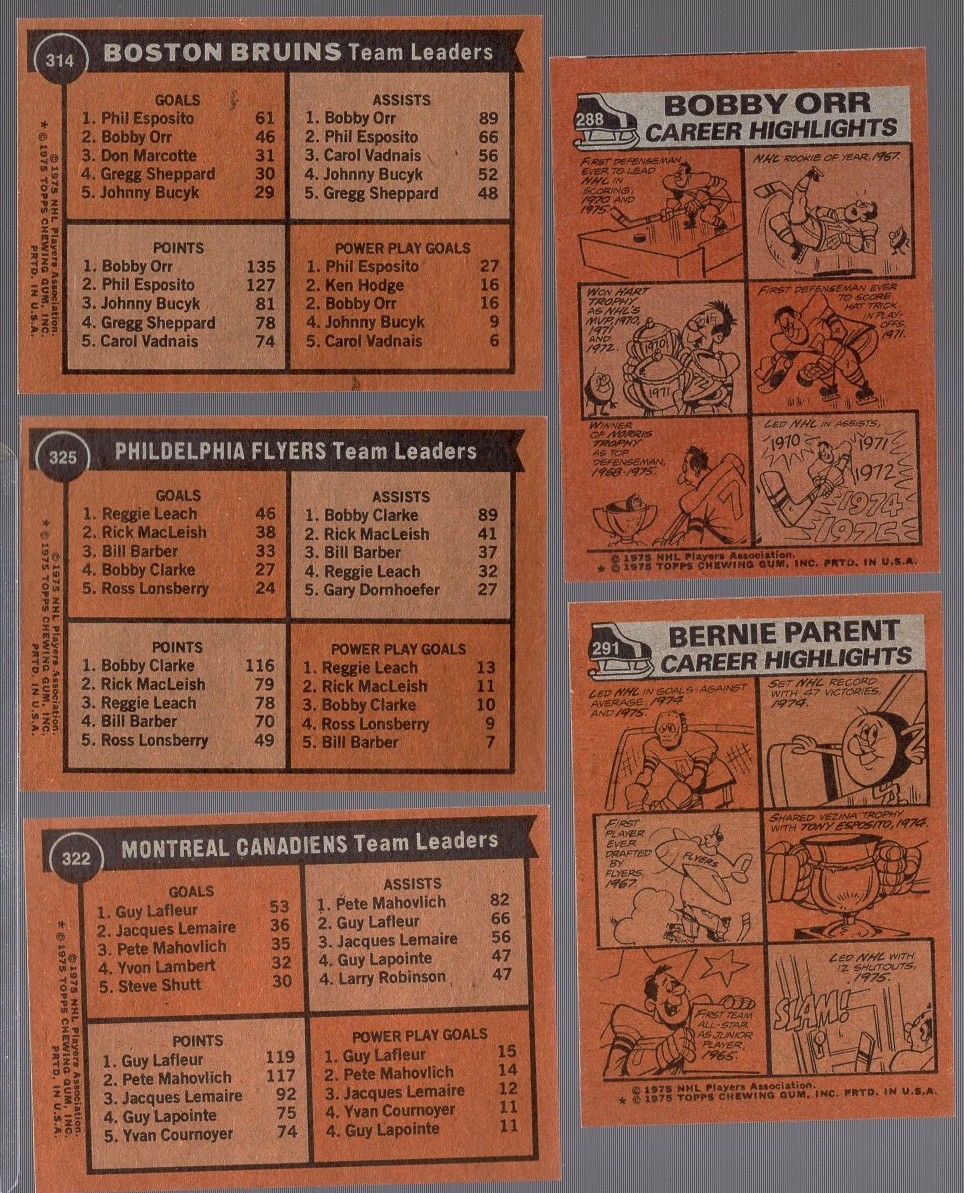 314
BOSTON BRUINS Team Leaders
GOALS
1. Phil Esposito 61
2. Bobby Orr 46
3. Don Marcotte 31
4. Gregg Sheppard 30
5. Johnny Bucyk 29
ASSISTS
1. Bobby Orr 89
2. Phil Esposito 66
3. Carol Vadnais 56
4. Johnny Bucyk 52
5. Gregg Sheppard 48
POINTS
1. Bobby Orr 135
2. Phil Esposito 127
3. Johnny Bucyk 81
4. Gregg Sheppard 78
5. Carol Vadnais 74
POWER PLAY GOALS
1. Phil Esposito 27
2. Ken Hodge 16
2. Bobby Orr 16
4. Johnny Bucyk 9
5. Carol Vadnais 6
© 1975 NHL Players Association.
★ © 1975 TOPPS CHEWING GUM, INC.
PRTD. IN U.S.A.
325
PHILDELPHIA FLYERS Team Leaders
GOALS
1. Reggie Leach 46
2. Rick MacLeish 38
3. Bill Barber 33
4. Bobby Clarke 27
5. Ross Lonsberry 24
ASSISTS
1. Bobby Clarke 89
2. Rick MacLeish 41
3. Bill Barber 37
4. Reggie Leach 32
5. Gary Dornhoefer 27
POINTS
1. Bobby Clarke 116
2. Rick MacLeish 79
3. Reggie Leach 78
4. Bill Barber 70
5. Ross Lonsberry 49
POWER PLAY GOALS
1. Reggie Leach 13
2. Rick MacLeish 11
3. Bobby Clarke 10
4. Ross Lonsberry 9
5. Bill Barber 7
© 1975 NHL Players Association.
★ © 1975 TOPPS CHEWING GUM, INC.
PRTD. IN U.S.A.
322
MONTREAL CANADIENS Team Leaders
GOALS
1. Guy Lafleur 53
2. Jacques Lemaire 36
3. Pete Mahovlich 35
4. Yvon Lambert 32
5. Steve Shutt 30
ASSISTS
1. Pete Mahovlich 82
2. Guy Lafleur 66
3. Jacques Lemaire 56
4. Guy Lapointe 47
4. Larry Robinson 47
POINTS
1. Guy Lafleur 119
2. Pete Mahovlich 117
3. Jacques Lemaire 92
4. Guy Lapointe 75
5. Yvan Cournoyer 74
POWER PLAY GOALS
1. Guy Lafleur 15
2. Pete Mahovlich 14
3. Jacques Lemaire 12
4. Yvan Cournoyer 11
4. Guy Lapointe 11
© 1975 NHL Players Association.
★ © 1975 TOPPS CHEWING GUM, INC.
PRTD. IN U.S.A.
288
BOBBY ORR
CAREER HIGHLIGHTS
FIRST DEFENSEMAN
EVER TO LEAD
NHL IN
SCORING,
1970 AND
1975.
NHL ROOKIE OF YEAR, 1967.
WON HART
TROPHY
AS NHL'S
MVP, 1970,
1971
AND
1972.
1970
1971
FIRST DEFENSEMAN EVER
TO SCORE
HAT TRICK
IN PLAY-
OFFS,
1971.
WINNER
OF NORRIS
TROPHY
AS TOP
DEFENSEMAN,
1968-1975.
LED NHL IN ASSISTS,
1970
1971
1972
1974
1975
© 1975 NHL Players Association.
★ © 1975 TOPPS CHEWING GUM, INC. PRTD. IN U.S.A.
291
BERNIE PARENT
CAREER HIGHLIGHTS
LED NHL IN GOALS-AGAINST
AVERAGE, 1974
AND 1975.
SET NHL RECORD
WITH 47 VICTORIES,
1974.
FIRST
PLAYER
EVER
DRAFTED
BY
FLYERS,
1967.
FLYERS
SHARED VEZINA TROPHY
WITH TONY ESPOSITO, 1974.
FIRST TEAM
ALL-STAR
AS JUNIOR
PLAYER,
1965.
LED NHL WITH
12 SHUTOUTS,
1975.
SLAM!
© 1975 NHL Players Association.
★ © 1975 TOPPS CHEWING GUM, INC. PRTD. IN U.S.A.